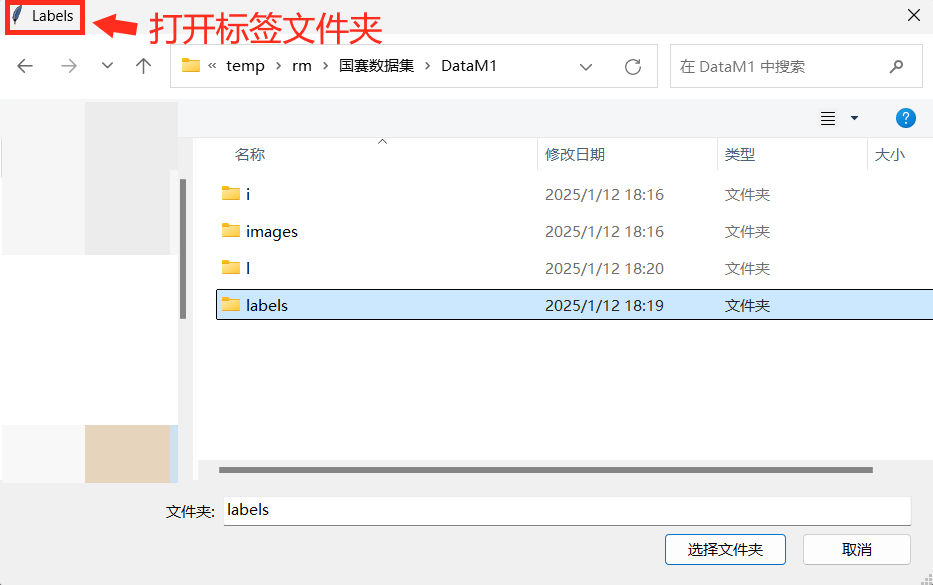 Labels
打开标签文件夹
« temp › rm › 国赛数据集 › DataM1
在 DataM1 中搜索
名称 修改日期 类型 大小
i 2025/1/12 18:16 文件夹
images 2025/1/12 18:16 文件夹
l 2025/1/12 18:20 文件夹
labels 2025/1/12 18:19 文件夹
文件夹: labels
选择文件夹 取消